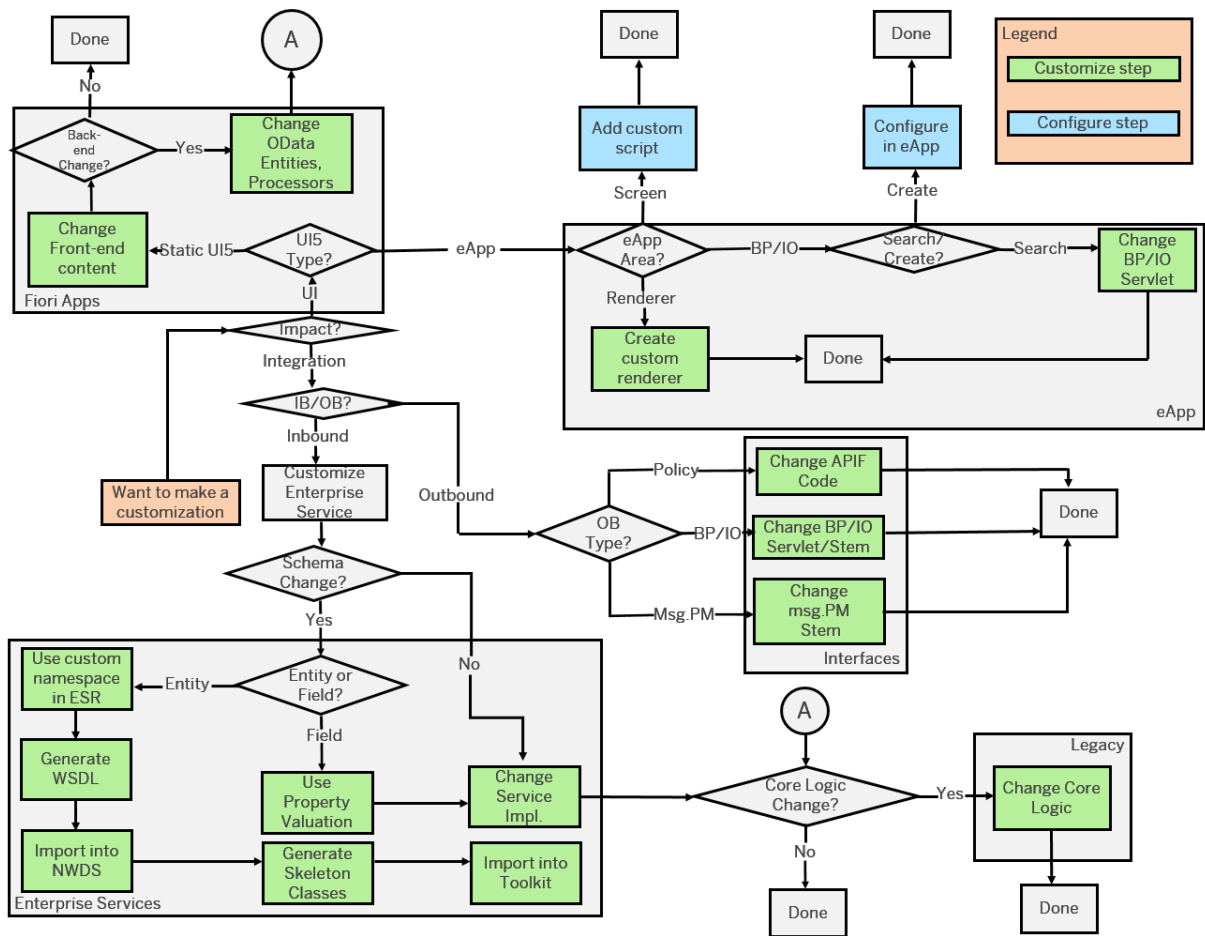 Done
A
Done
Done
Legend
Customize step
Configure step
No
Back-
end
Change?
Yes
Change
OData
Entities,
Processors
Add custom
script
Configure
in eApp
Screen
Create
Change
Front-end
content
Static UI5
UI5
Type?
eApp
eApp
Area?
BP/IO
Search/
Create?
Search
Change
BP/IO
Servlet
Fiori Apps
UI
Renderer
Impact?
Integration
Create
custom
renderer
Done
eApp
IB/OB?
Inbound
Customize
Enterprise
Service
Want to make a
customization
Outbound
Policy
Change APIF
Code
OB
Type?
BP/IO
Change BP/IO
Servlet/Stem
Done
Msg.PM
Change
msg.PM
Stem
Interfaces
Schema
Change?
Yes
No
Use custom
namespace
in ESR
Entity
Entity or
Field?
Field
Generate
WSDL
Use
Property
Valuation
Change
Service
Impl.
Import into
NWDS
Generate
Skeleton
Classes
Import into
Toolkit
Enterprise Services
A
Core Logic
Change?
Yes
Legacy
Change Core
Logic
No
Done
Done